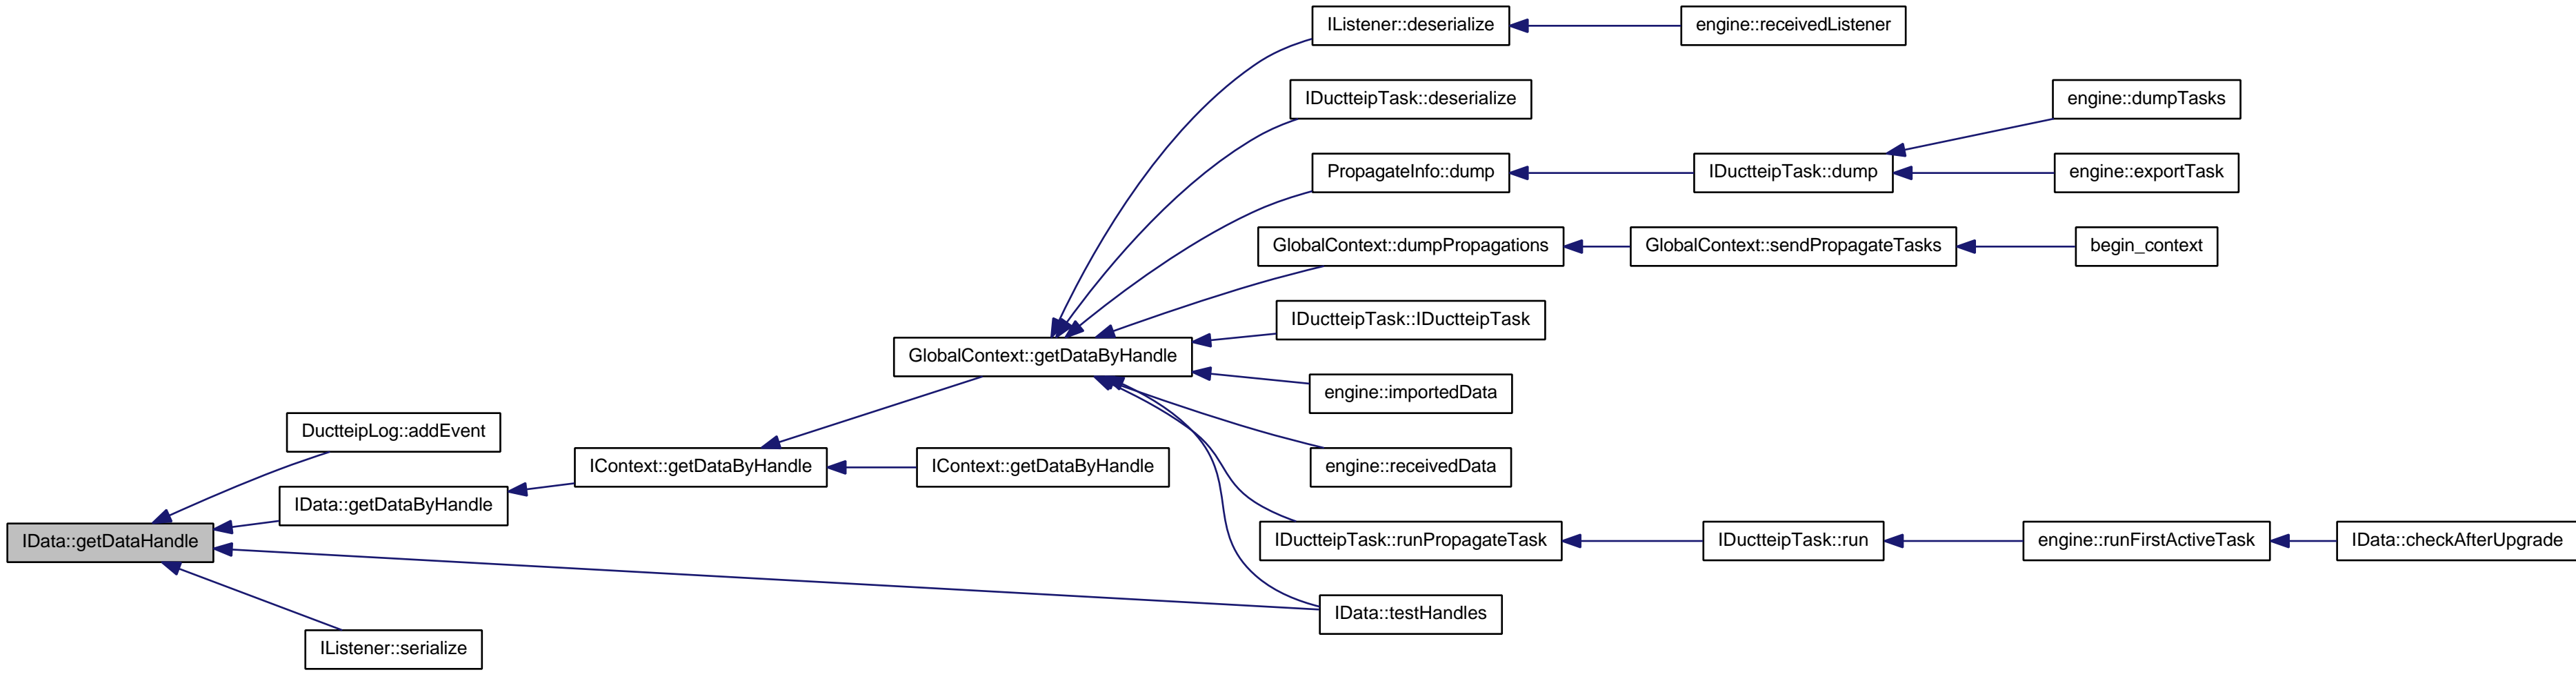 IListener::deserialize
engine::receivedListener
IDuctteipTask::deserialize
engine::dumpTasks
PropagateInfo::dump
IDuctteipTask::dump
engine::exportTask
GlobalContext::dumpPropagations
GlobalContext::sendPropagateTasks
begin_context
IDuctteipTask::IDuctteipTask
GlobalContext::getDataByHandle
engine::importedData
DuctteipLog::addEvent
IContext::getDataByHandle
IContext::getDataByHandle
engine::receivedData
IData::getDataByHandle
IData::getDataHandle
IDuctteipTask::runPropagateTask
IDuctteipTask::run
engine::runFirstActiveTask
IData::checkAfterUpgrade
IData::testHandles
IListener::serialize